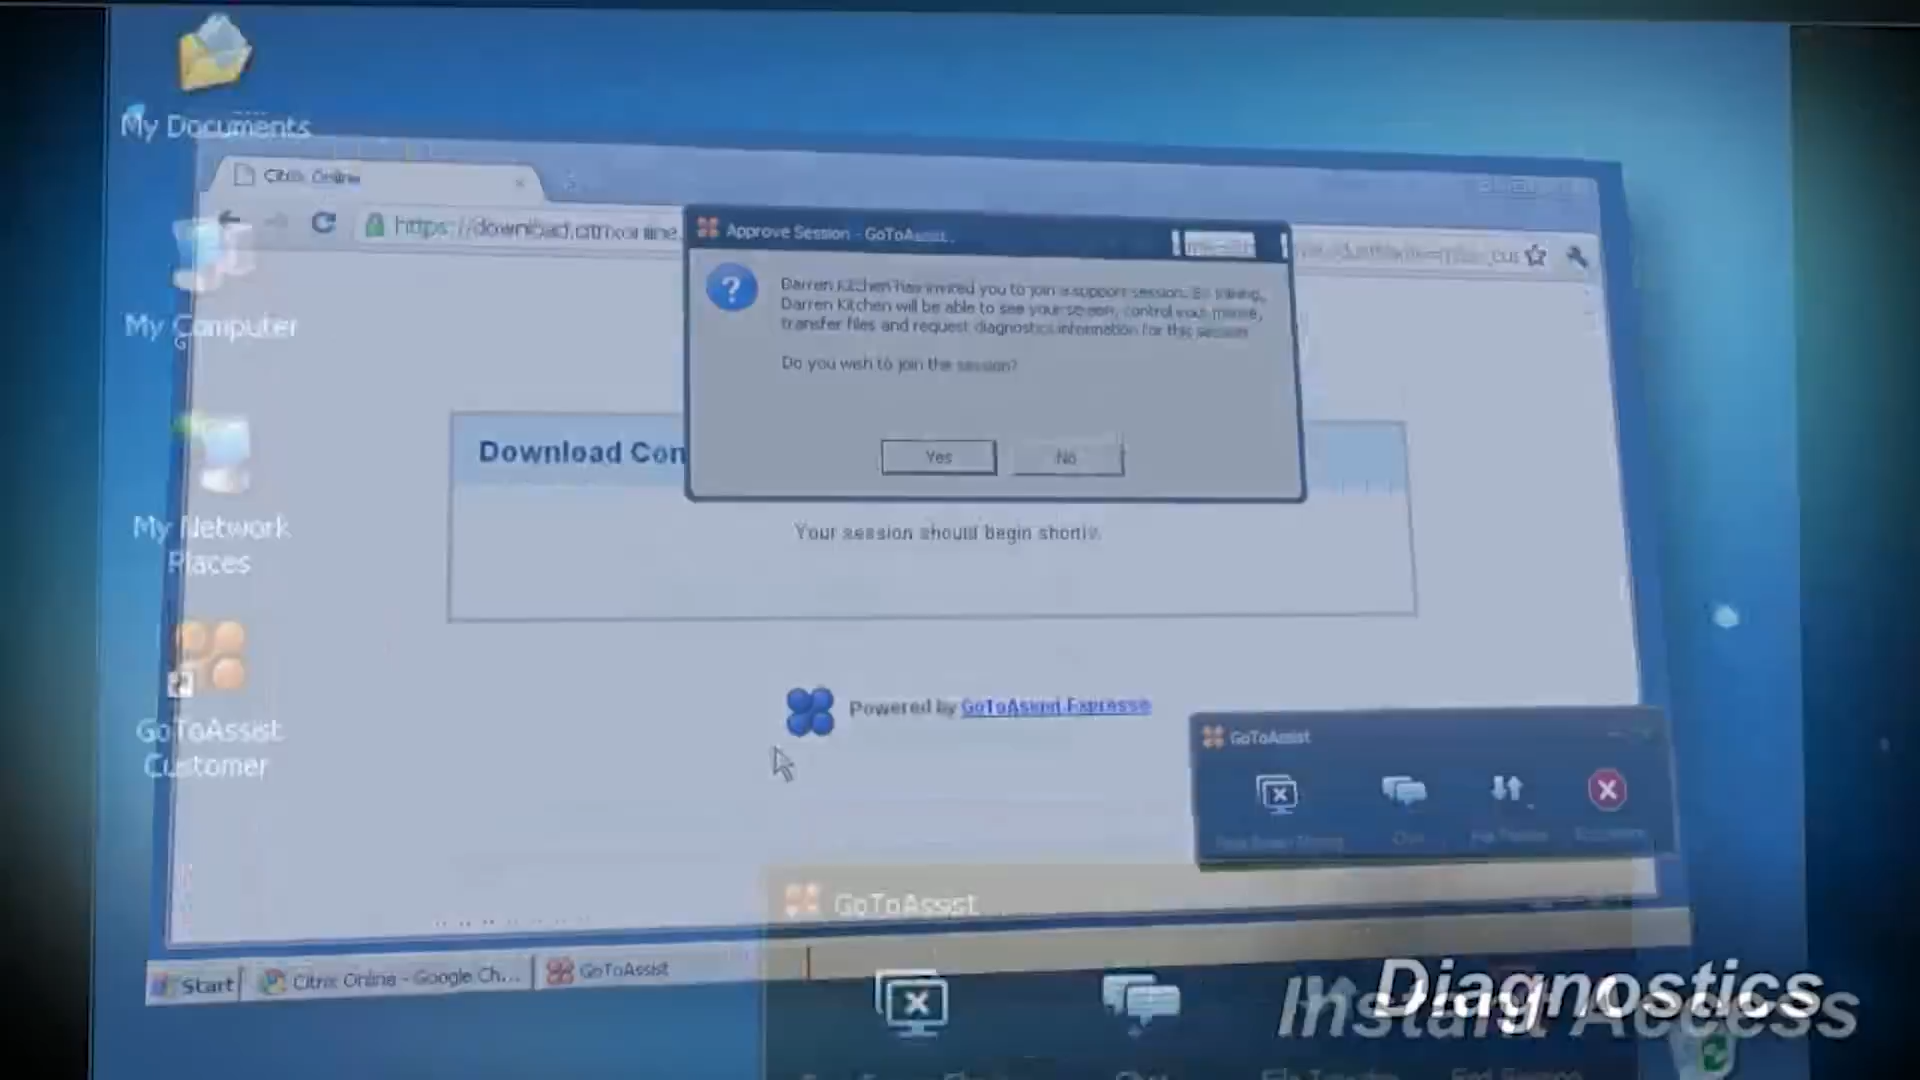 My Documents
Citrix Online
https://download.citrixonline.
Approve Session - GoToAssist
Darren Kitchen has invited you to join a support session. By joining,
Darren Kitchen will be able to see your screen, control your mouse,
transfer files and request diagnostics information for this session.
Do you wish to join the session?
Yes
No
My Computer
Download Con
Your session should begin shortly.
My Network
Places
Powered by GoToAssist Express
GoToAssist
GoToAssist
Customer
GoToAssist
Start
Citrix Online - Google Ch...
GoToAssist
Diagnostics
Instant Access